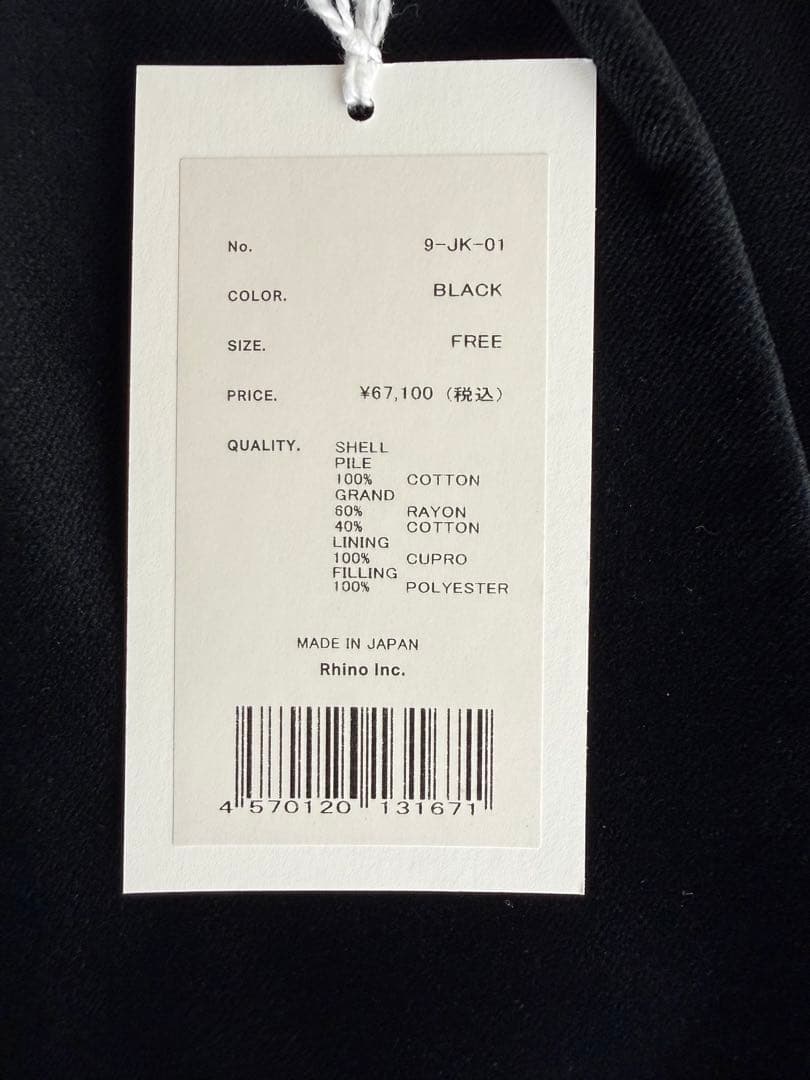 No. 9-JK-01
COLOR. BLACK
SIZE. FREE
PRICE. ¥67,100 (税込)
QUALITY. SHELL
PILE
100% COTTON
GRAND
60% RAYON
40% COTTON
LINING
100% CUPRO
FILLING
100% POLYESTER
MADE IN JAPAN
Rhino Inc.
4 570120 131671